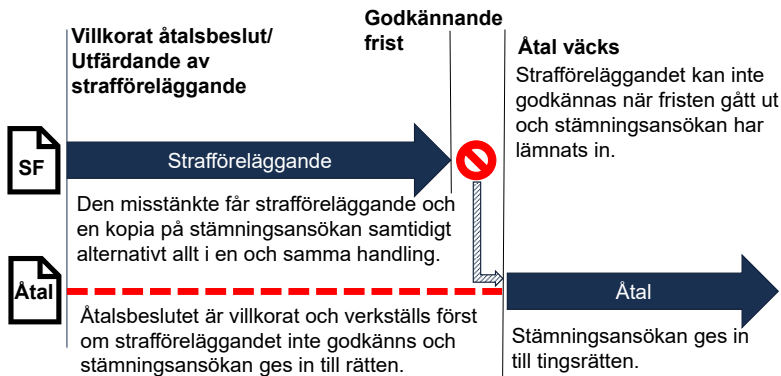 Villkorat åtalsbeslut/
Utfärdande av
strafföreläggande
Godkännande
frist
Åtal väcks
Strafföreläggandet kan inte
godkännas när fristen gått ut
och stämningsansökan har
lämnats in.
SF
Strafföreläggande
Den misstänkte får strafföreläggande och
en kopia på stämningsansökan samtidigt
alternativt allt i en och samma handling.
Åtal
Åtal
Åtalsbeslutet är villkorat och verkställs först
om strafföreläggandet inte godkänns och
stämningsansökan ges in till rätten.
Stämningsansökan ges in
till tingsrätten.